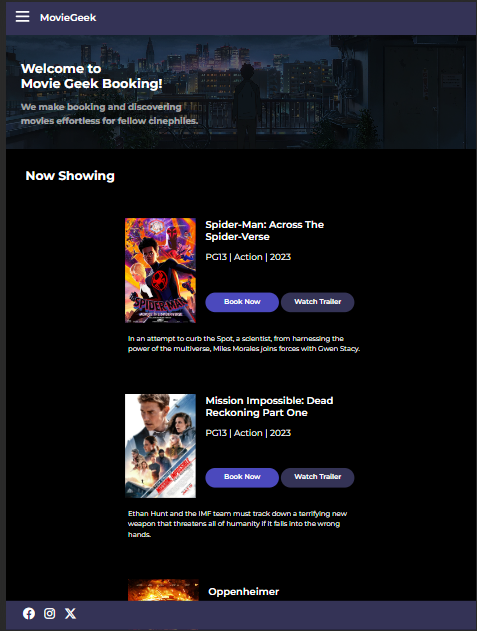 MovieGeek
Welcome to
Movie Geek Booking!
We make booking and discovering
movies effortless for fellow cinephiles.
Now Showing
Spider-Man: Across The
Spider-Verse
PG13 | Action | 2023
Book Now
Watch Trailer
SPIDER-MAN
In an attempt to curb the Spot, a scientist, from harnessing the
power of the multiverse, Miles Morales joins forces with Gwen Stacy.
Mission Impossible: Dead
Reckoning Part One
PG13 | Action | 2023
Book Now
Watch Trailer
Ethan Hunt and the IMF team must track down a terrifying new
weapon that threatens all of humanity if it falls into the wrong
hands.
Oppenheimer